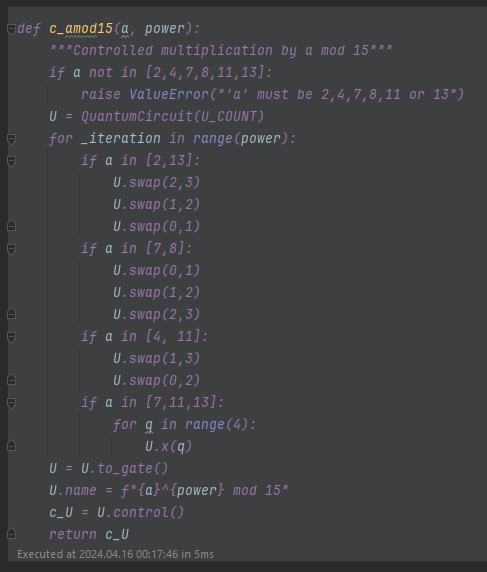 def c_amod15(a, power):
    """Controlled multiplication by a mod 15"""
    if a not in [2,4,7,8,11,13]:
        raise ValueError("'a' must be 2,4,7,8,11 or 13")
    U = QuantumCircuit(U_COUNT)
    for _iteration in range(power):
        if a in [2,13]:
            U.swap(2,3)
            U.swap(1,2)
            U.swap(0,1)
        if a in [7,8]:
            U.swap(0,1)
            U.swap(1,2)
            U.swap(2,3)
        if a in [4, 11]:
            U.swap(1,3)
            U.swap(0,2)
        if a in [7,11,13]:
            for q in range(4):
                U.x(q)
    U = U.to_gate()
    U.name = f"{a}^{power} mod 15"
    c_U = U.control()
    return c_U
Executed at 2024.04.16 00:17:46 in 5ms